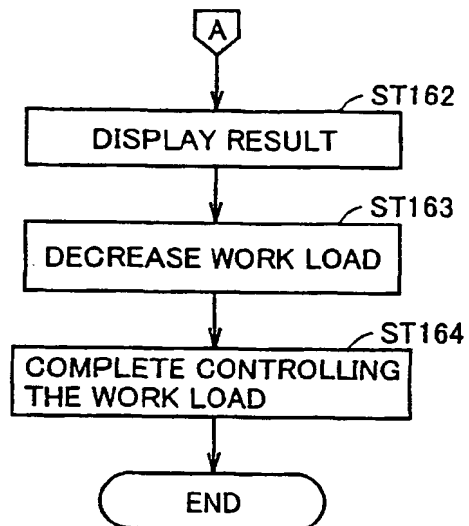 A
ST162
DISPLAY RESULT
ST163
DECREASE WORK LOAD
ST164
COMPLETE CONTROLLING
THE WORK LOAD
END